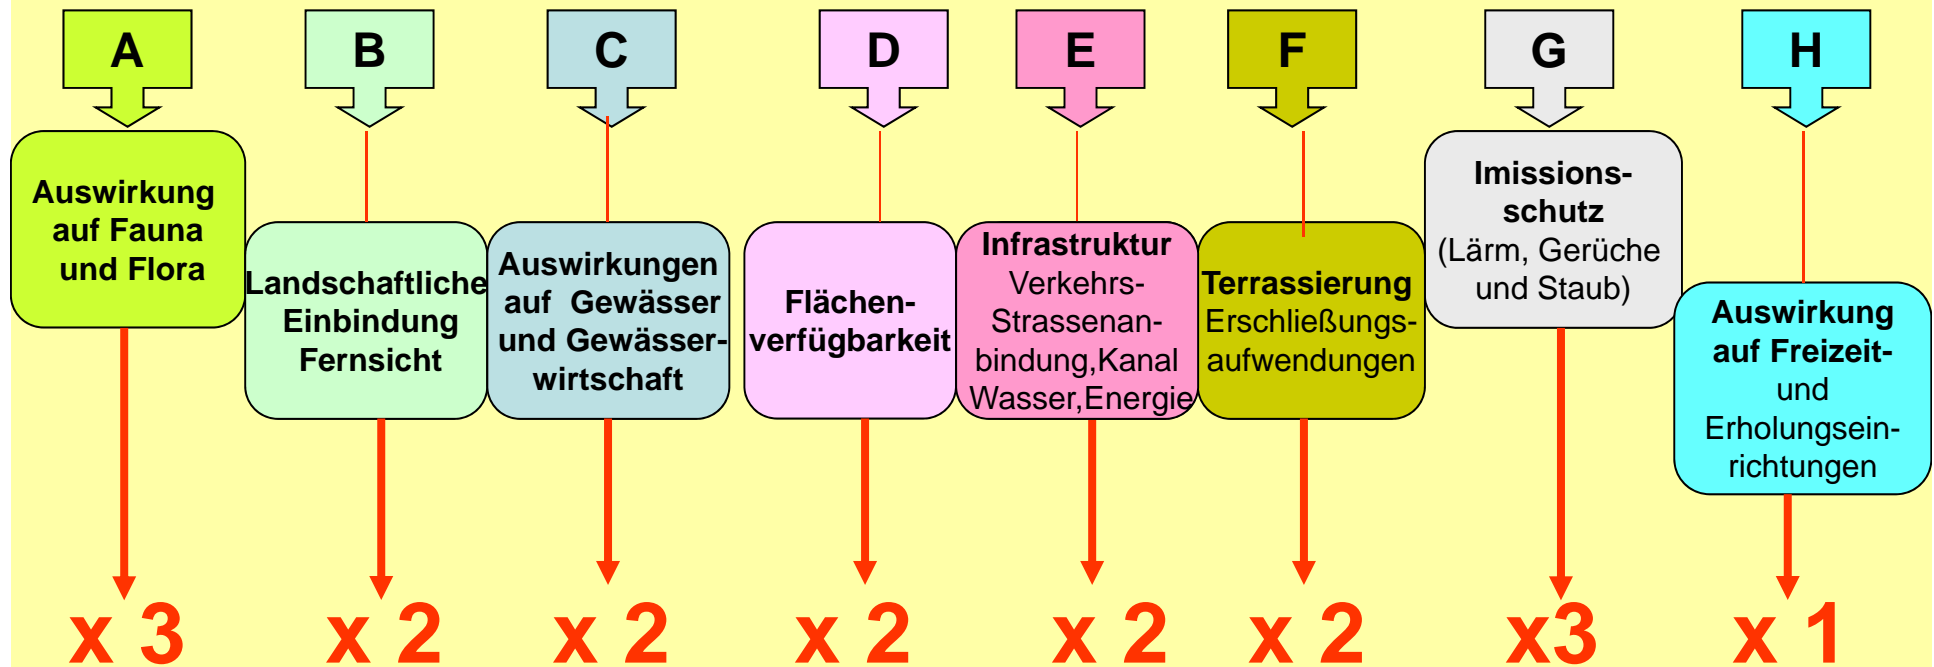 A
B
C
D
E
F
G
H
Auswirkung
auf Fauna
und Flora
Landschaftliche
Einbindung
Fernsicht
Auswirkungen
auf Gewässer
und Gewässer-
wirtschaft
Flächen-
verfügbarkeit
Infrastruktur
Verkehrs-
Strassenan-
bindung,Kanal
Wasser,Energie
Terrassierung
Erschließungs-
aufwendungen
Imissions-
schutz
(Lärm, Gerüche
und Staub)
Auswirkung
auf Freizeit-
und
Erholungsein-
richtungen
x 3
x 2
x 2
x 2
x 2
x 2
x3
x 1